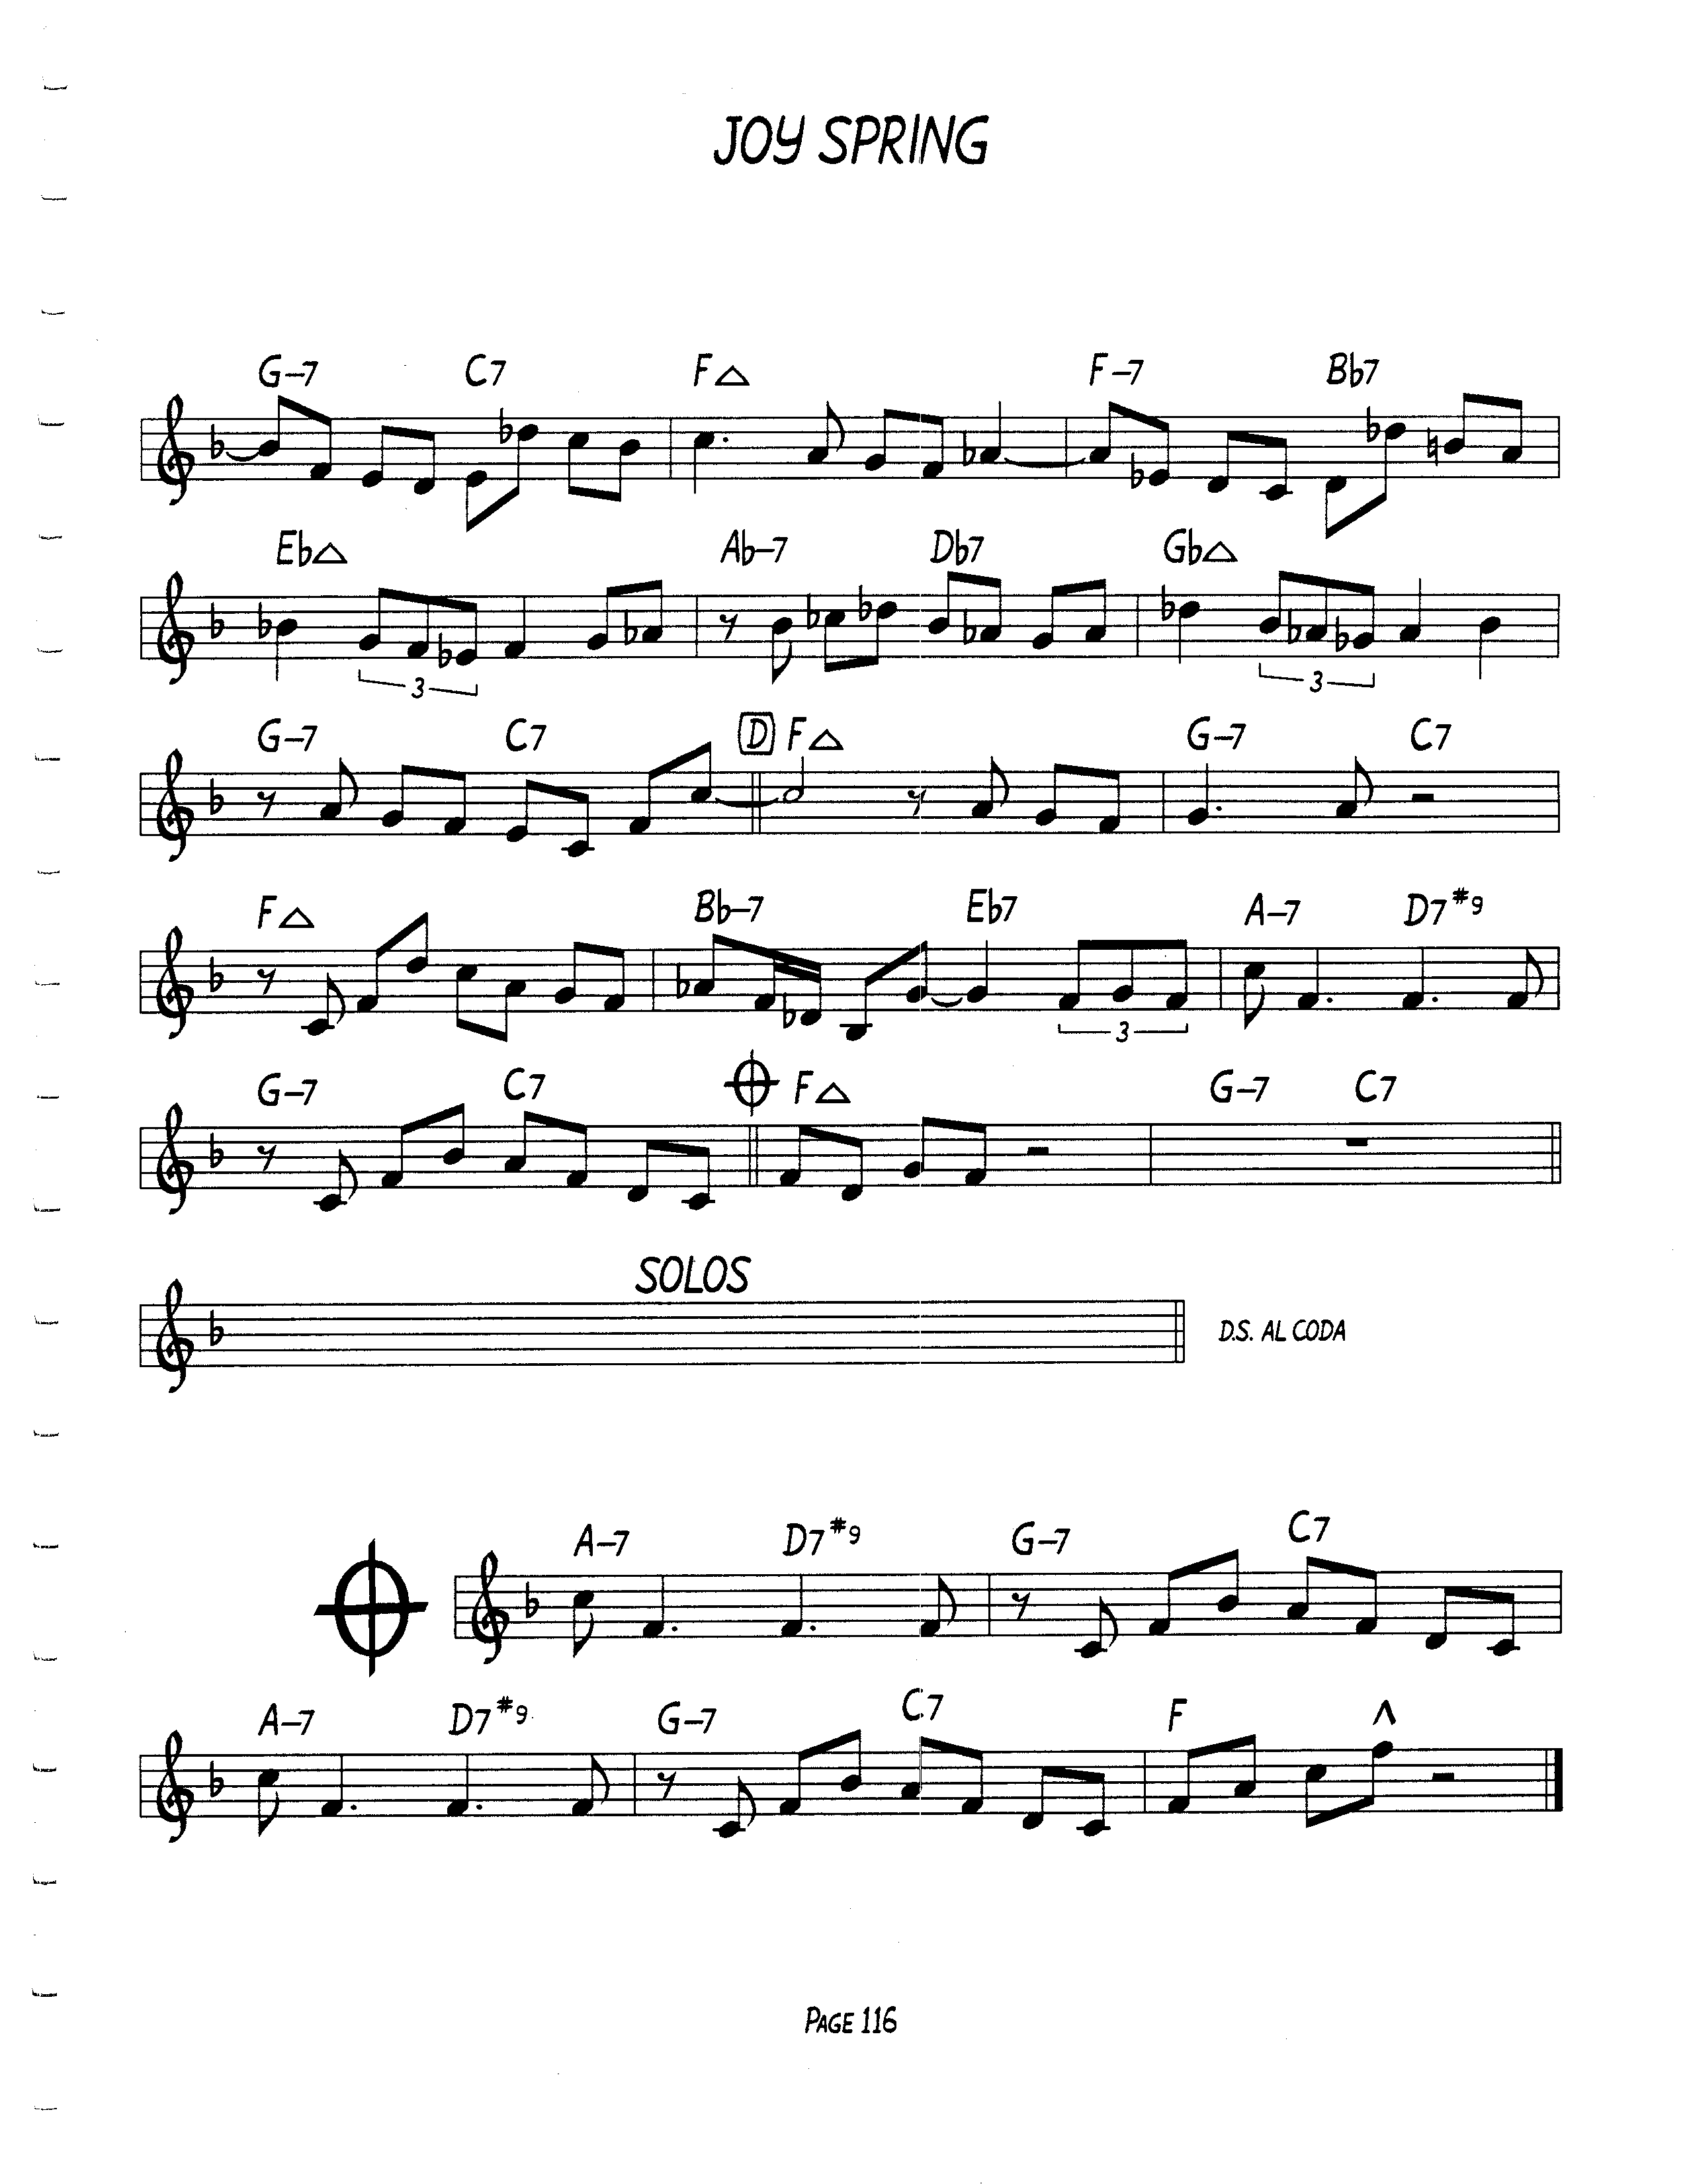 JOY SPRING
G-7 C7 F△ F-7 Bb7
Eb△ Ab-7 Db7 Gb△
3 3
G-7 C7 D F△ G-7 C7
F△ Bb-7 Eb7 A-7 D7#9
3
G-7 C7 F△ G-7 C7
SOLOS
D.S. AL CODA
A-7 D7#9 G-7 C7
A-7 D7#9 G-7 C7 F
PAGE 116